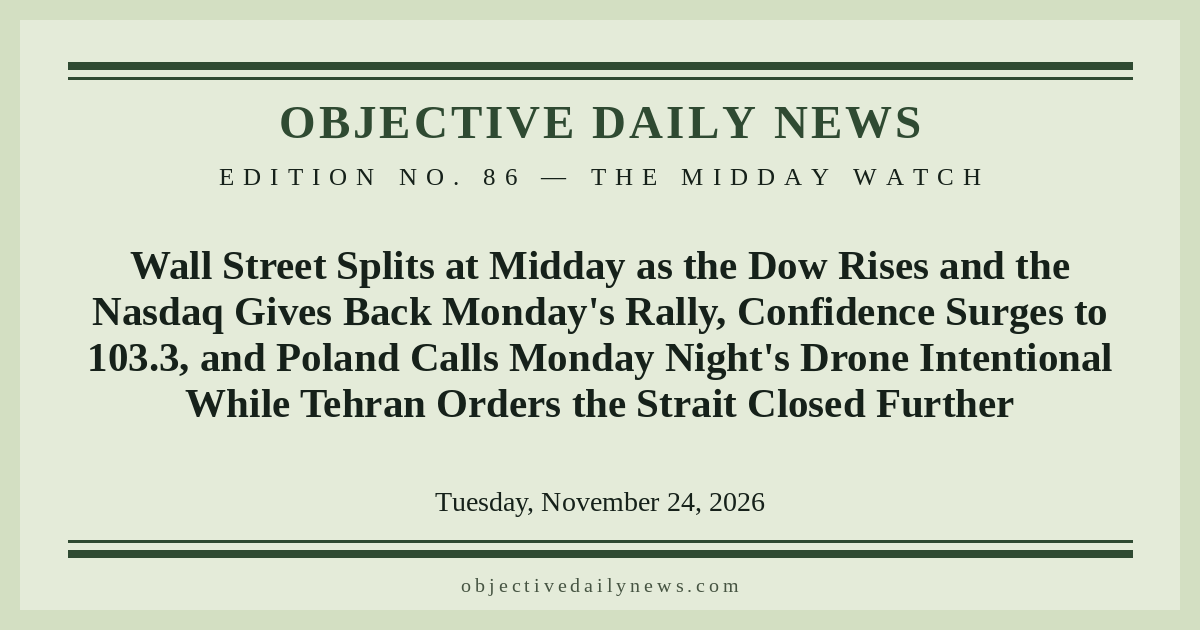 OBJECTIVE DAILY NEWS
EDITION NO. 86 — THE MIDDAY WATCH
Wall Street Splits at Midday as the Dow Rises and the
Nasdaq Gives Back Monday's Rally, Confidence Surges to
103.3, and Poland Calls Monday Night's Drone Intentional
While Tehran Orders the Strait Closed Further
Tuesday, November 24, 2026
objectivedailynews.com